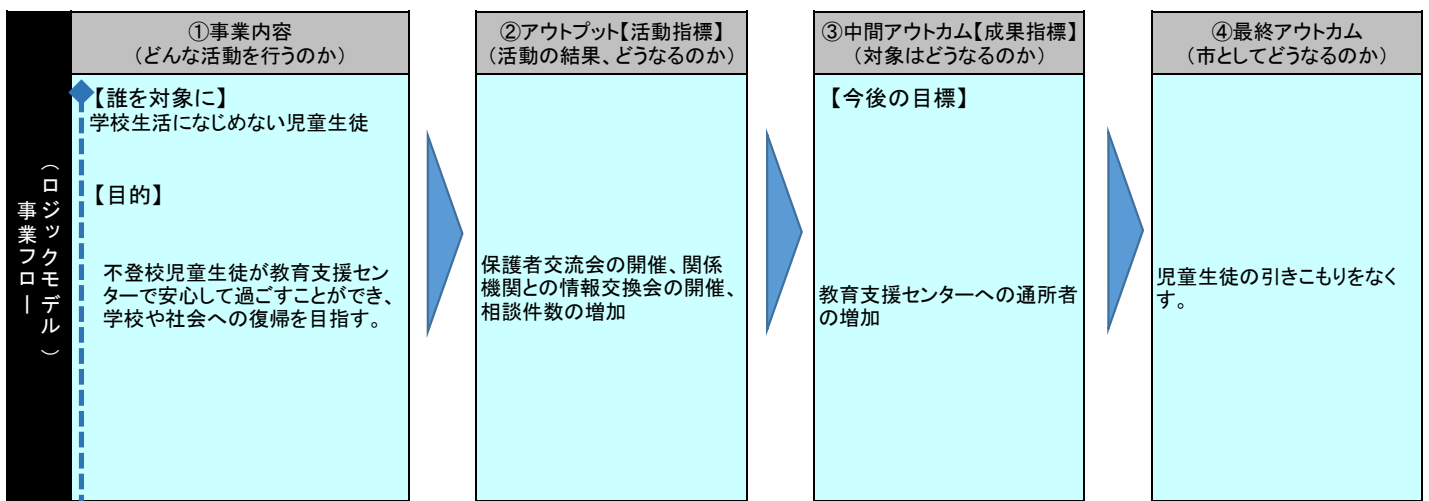 事業フロー
（ロジックモデル）
①事業内容
（どんな活動を行うのか）
【誰を対象に】
学校生活になじめない児童生徒
【目的】
不登校児童生徒が教育支援セン
ターで安心して過ごすことができ、
学校や社会への復帰を目指す。
②アウトプット【活動指標】
（活動の結果、どうなるのか）
保護者交流会の開催、関係
機関との情報交換会の開催、
相談件数の増加
③中間アウトカム【成果指標】
（対象はどうなるのか）
【今後の目標】
教育支援センターへの通所者
の増加
④最終アウトカム
（市としてどうなるのか）
児童生徒の引きこもりをなく
す。